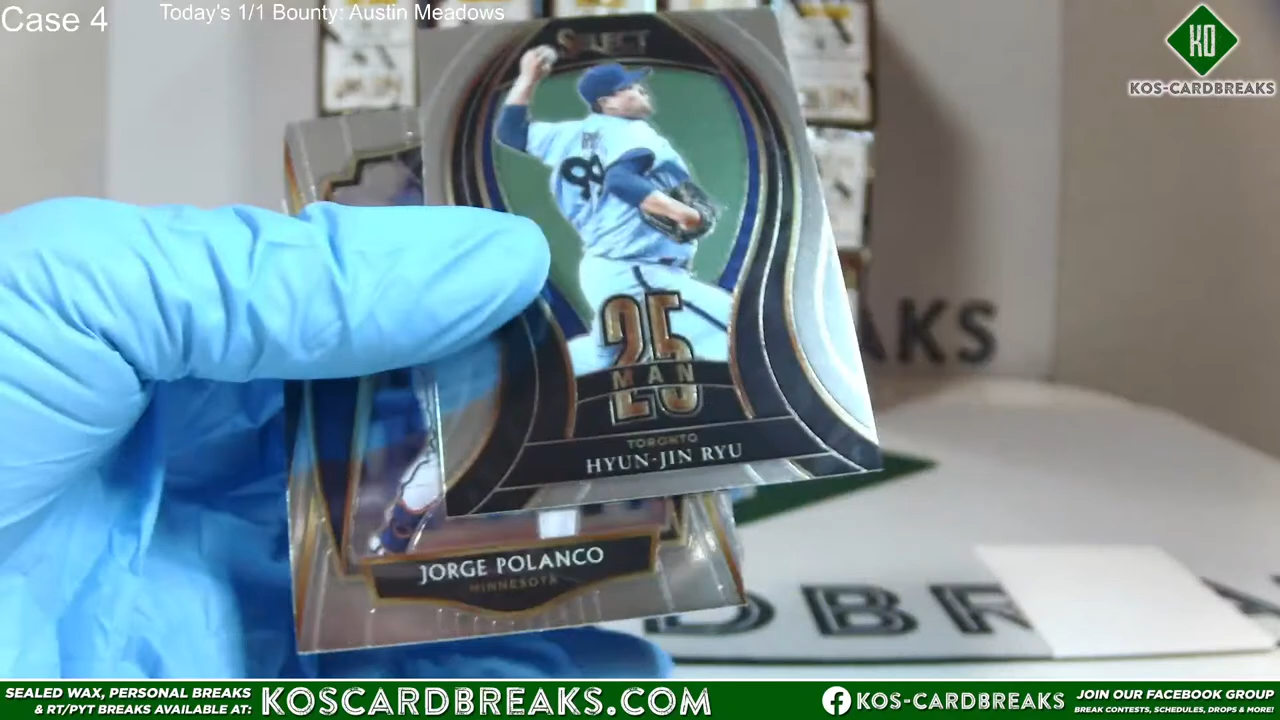 Case 4
Today's 1/1 Bounty: Austin Meadows
KO
KOS-CARDBREAKS
SELECT
25
MAN
TORONTO
HYUN-JIN RYU
JORGE POLANCO
MINNESOTA
AKS
DBR
SEALED WAX, PERSONAL BREAKS
& RT/PYT BREAKS AVAILABLE AT:
KOSCARDBREAKS.COM
KOS-CARDBREAKS
JOIN OUR FACEBOOK GROUP
BREAK CONTESTS, SCHEDULES, DROPS & MORE!